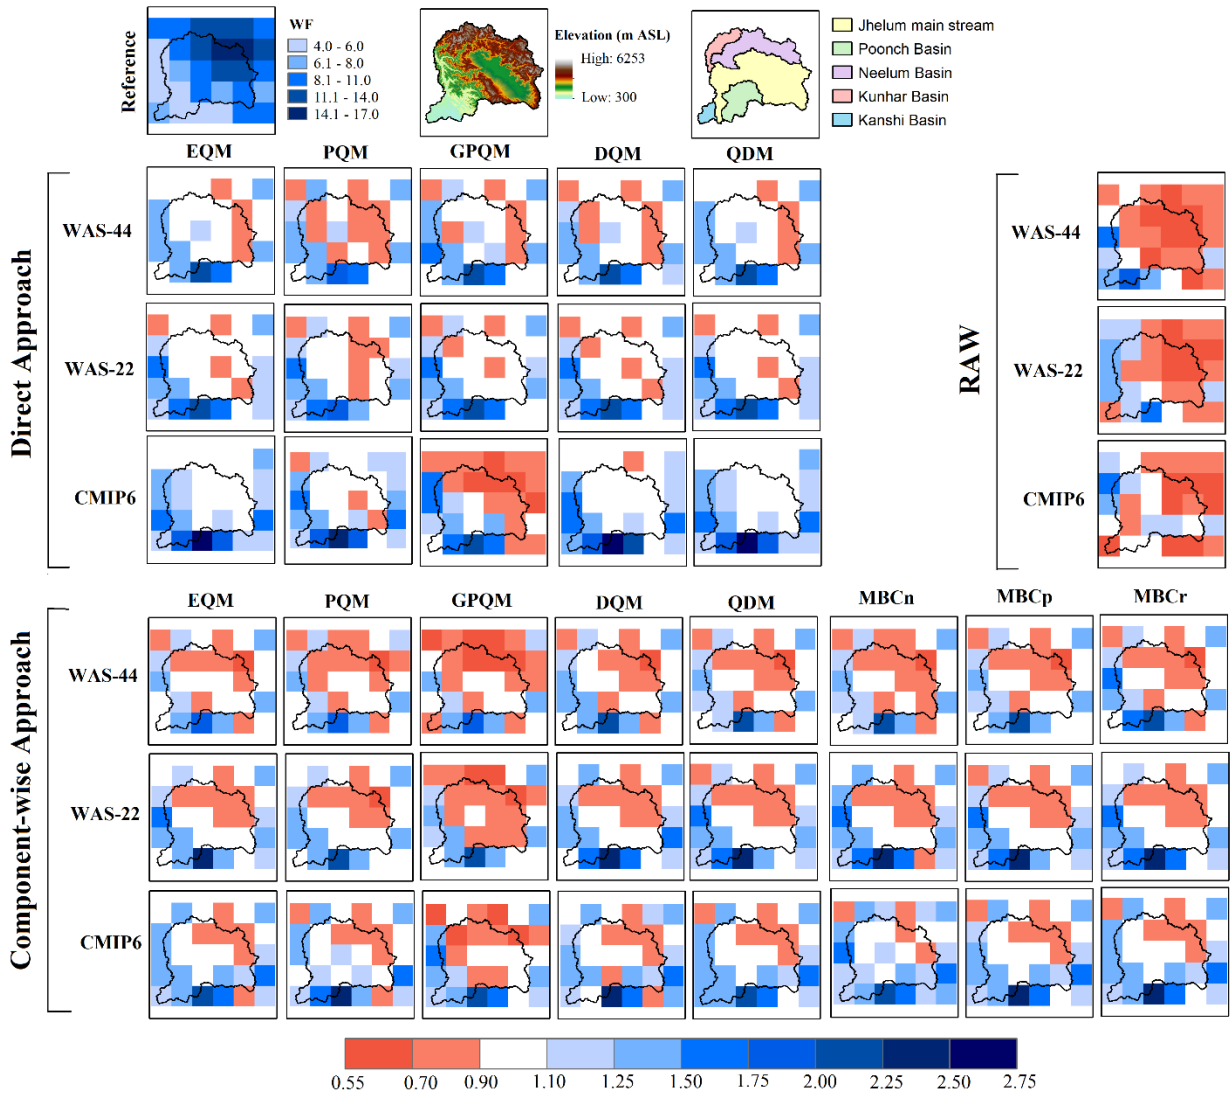 Reference
WF
4.0 - 6.0
6.1 - 8.0
8.1 - 11.0
11.1 - 14.0
14.1 - 17.0
Elevation (m ASL)
High: 6253
Low: 300
Jhelum main stream
Poonch Basin
Neelum Basin
Kunhar Basin
Kanshi Basin
Direct Approach
EQM PQM GPQM DQM QDM
WAS-44
WAS-22
CMIP6
RAW
WAS-44
WAS-22
CMIP6
Component-wise Approach
EQM PQM GPQM DQM QDM MBCn MBCp MBCr
WAS-44
WAS-22
CMIP6
0.55 0.70 0.90 1.10 1.25 1.50 1.75 2.00 2.25 2.50 2.75